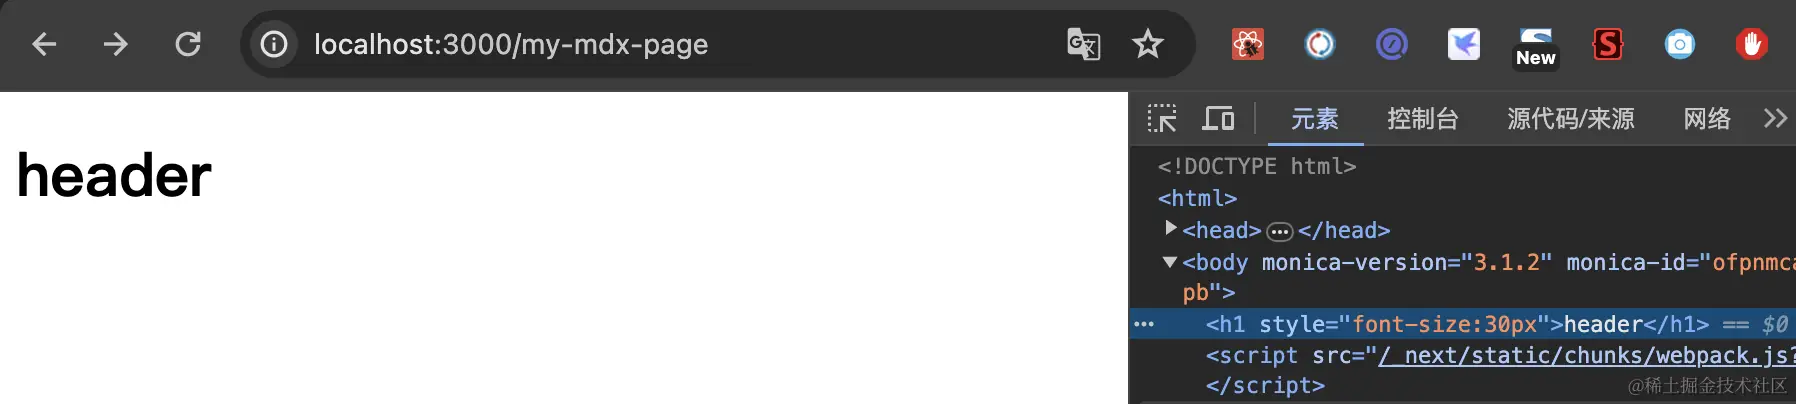 localhost:3000/my-mdx-page
New
header
元素 控制台 源代码/来源 网络
<!DOCTYPE html>
<html>
<head> ••• </head>
<body monica-version="3.1.2" monica-id="ofpnmca
pb">
<h1 style="font-size:30px">header</h1> == $0
<script src="/_next/static/chunks/webpack.js?
</script>
@稀土掘金技术社区